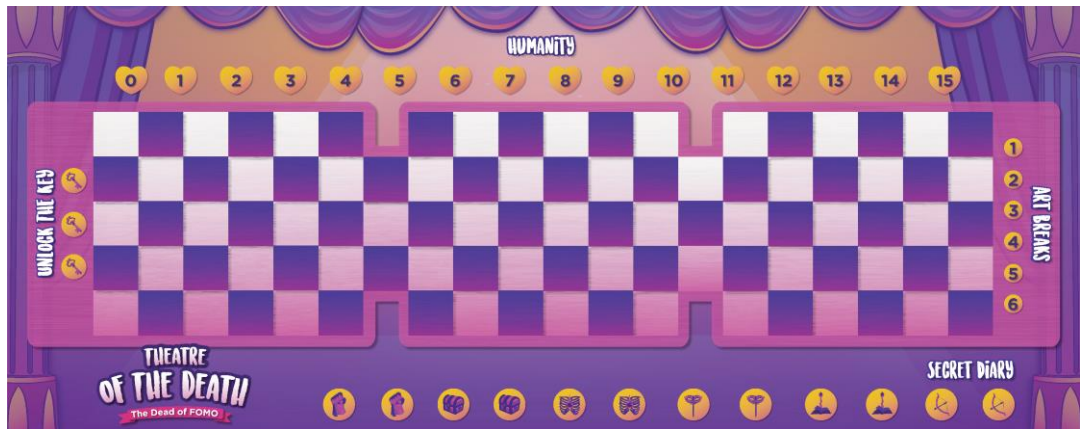 HUMANITY
0 1 2 3 4 5 6 7 8 9 10 11 12 13 14 15
UNLOCK THE KEY
1
2
3
4
5
6
ART BREAKS
THEATRE
OF THE DEATH
The Dead of FOMO
SECRET DIARY